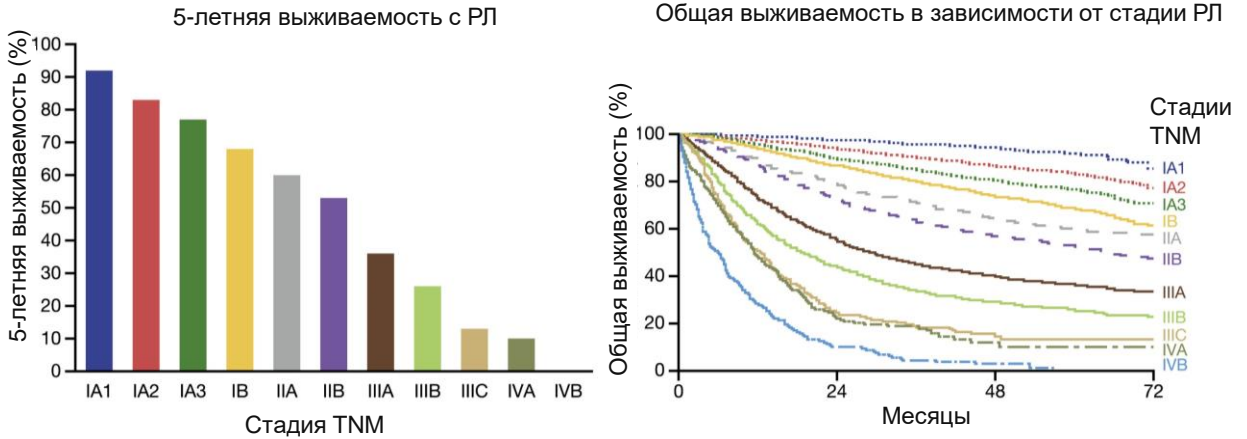 5-летняя выживаемость с РЛ
5-летняя выживаемость (%)
100
90
80
70
60
50
40
30
20
10
0
IA1 IA2 IA3 IB IIA IIB IIIA IIIB IIIC IVA IVB
Стадия TNM
Общая выживаемость в зависимости от стадии РЛ
Общая выживаемость (%)
100
80
60
40
20
0
0 24 48 72
Месяцы
Стадии
TNM
IA1
IA2
IA3
IB
IIA
IIB
IIIA
IIIB
IIIC
IVA
IVB